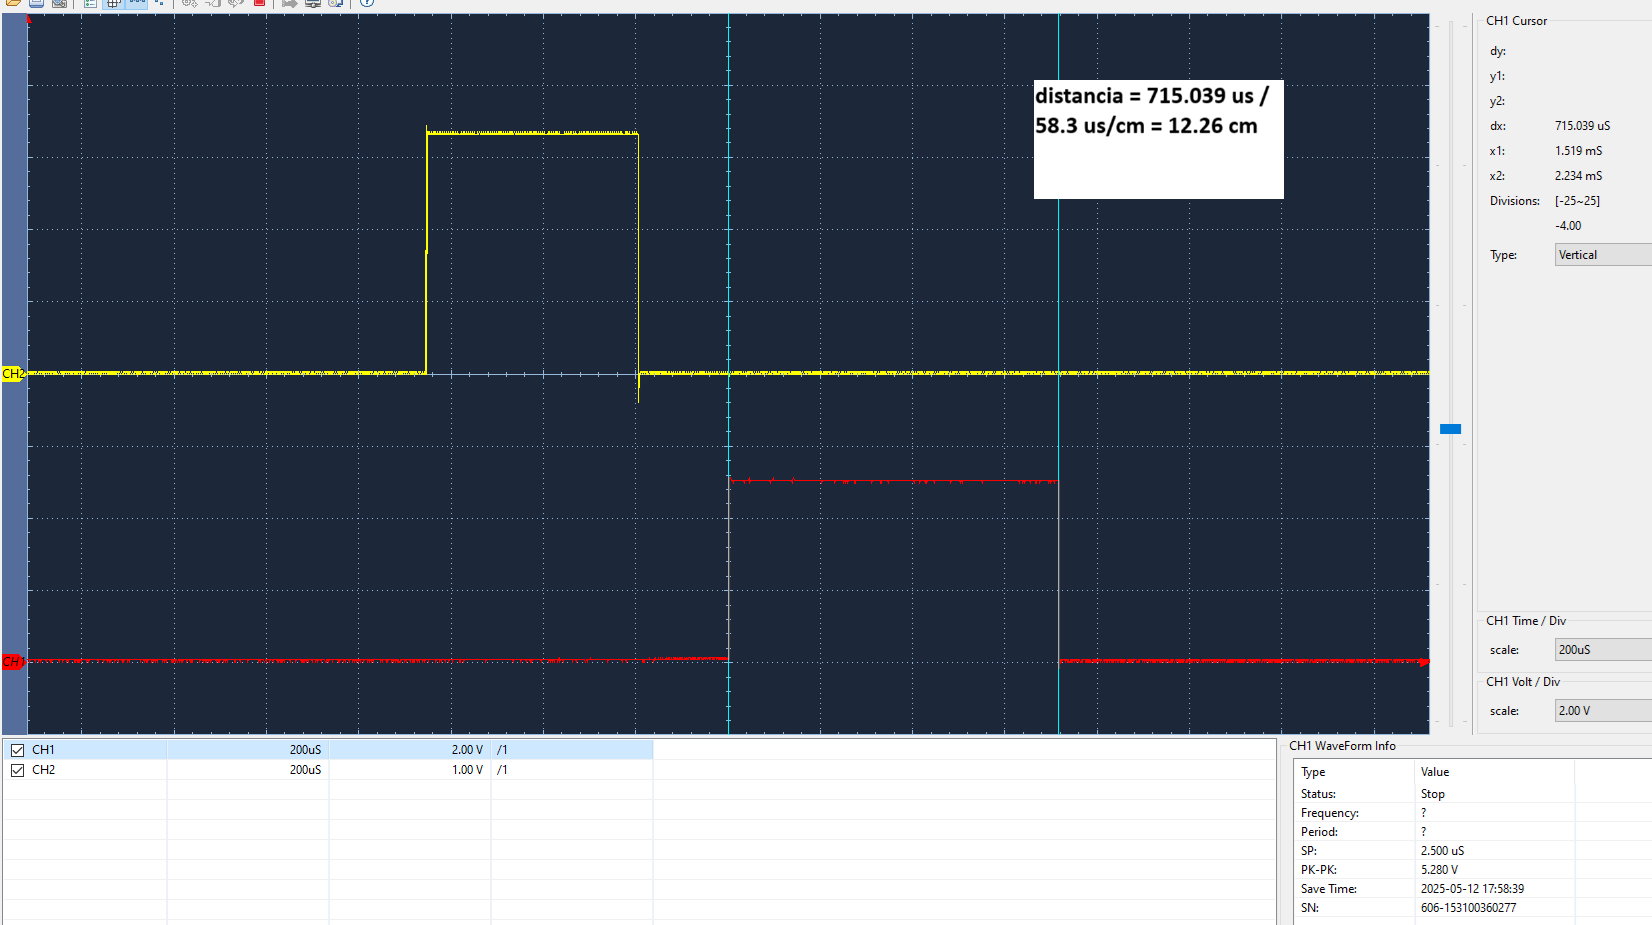 CH1 Cursor
dy:
y1:
y2:
dx: 715.039 uS
x1: 1.519 mS
x2: 2.234 mS
Divisions: [-25~25]
-4.00
Type: Vertical
distancia = 715.039 us /
58.3 us/cm = 12.26 cm
CH2
CH1
CH1 Time / Div
scale: 200uS
CH1 Volt / Div
scale: 2.00 V
CH1 200uS 2.00 V /1
CH2 200uS 1.00 V /1
CH1 WaveForm Info
Type Value
Status: Stop
Frequency: ?
Period: ?
SP: 2.500 uS
PK-PK: 5.280 V
Save Time: 2025-05-12 17:58:39
SN: 606-153100360277